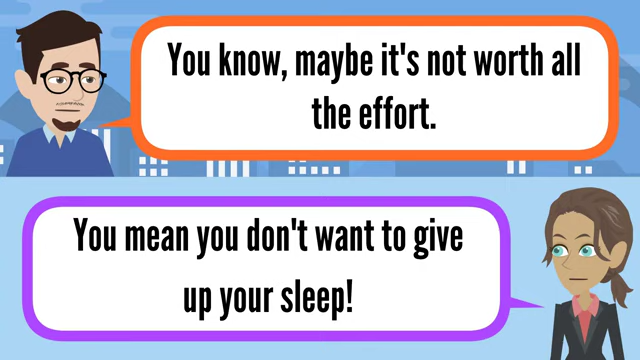 You know, maybe it's not worth all
the effort.
You mean you don't want to give
up your sleep!